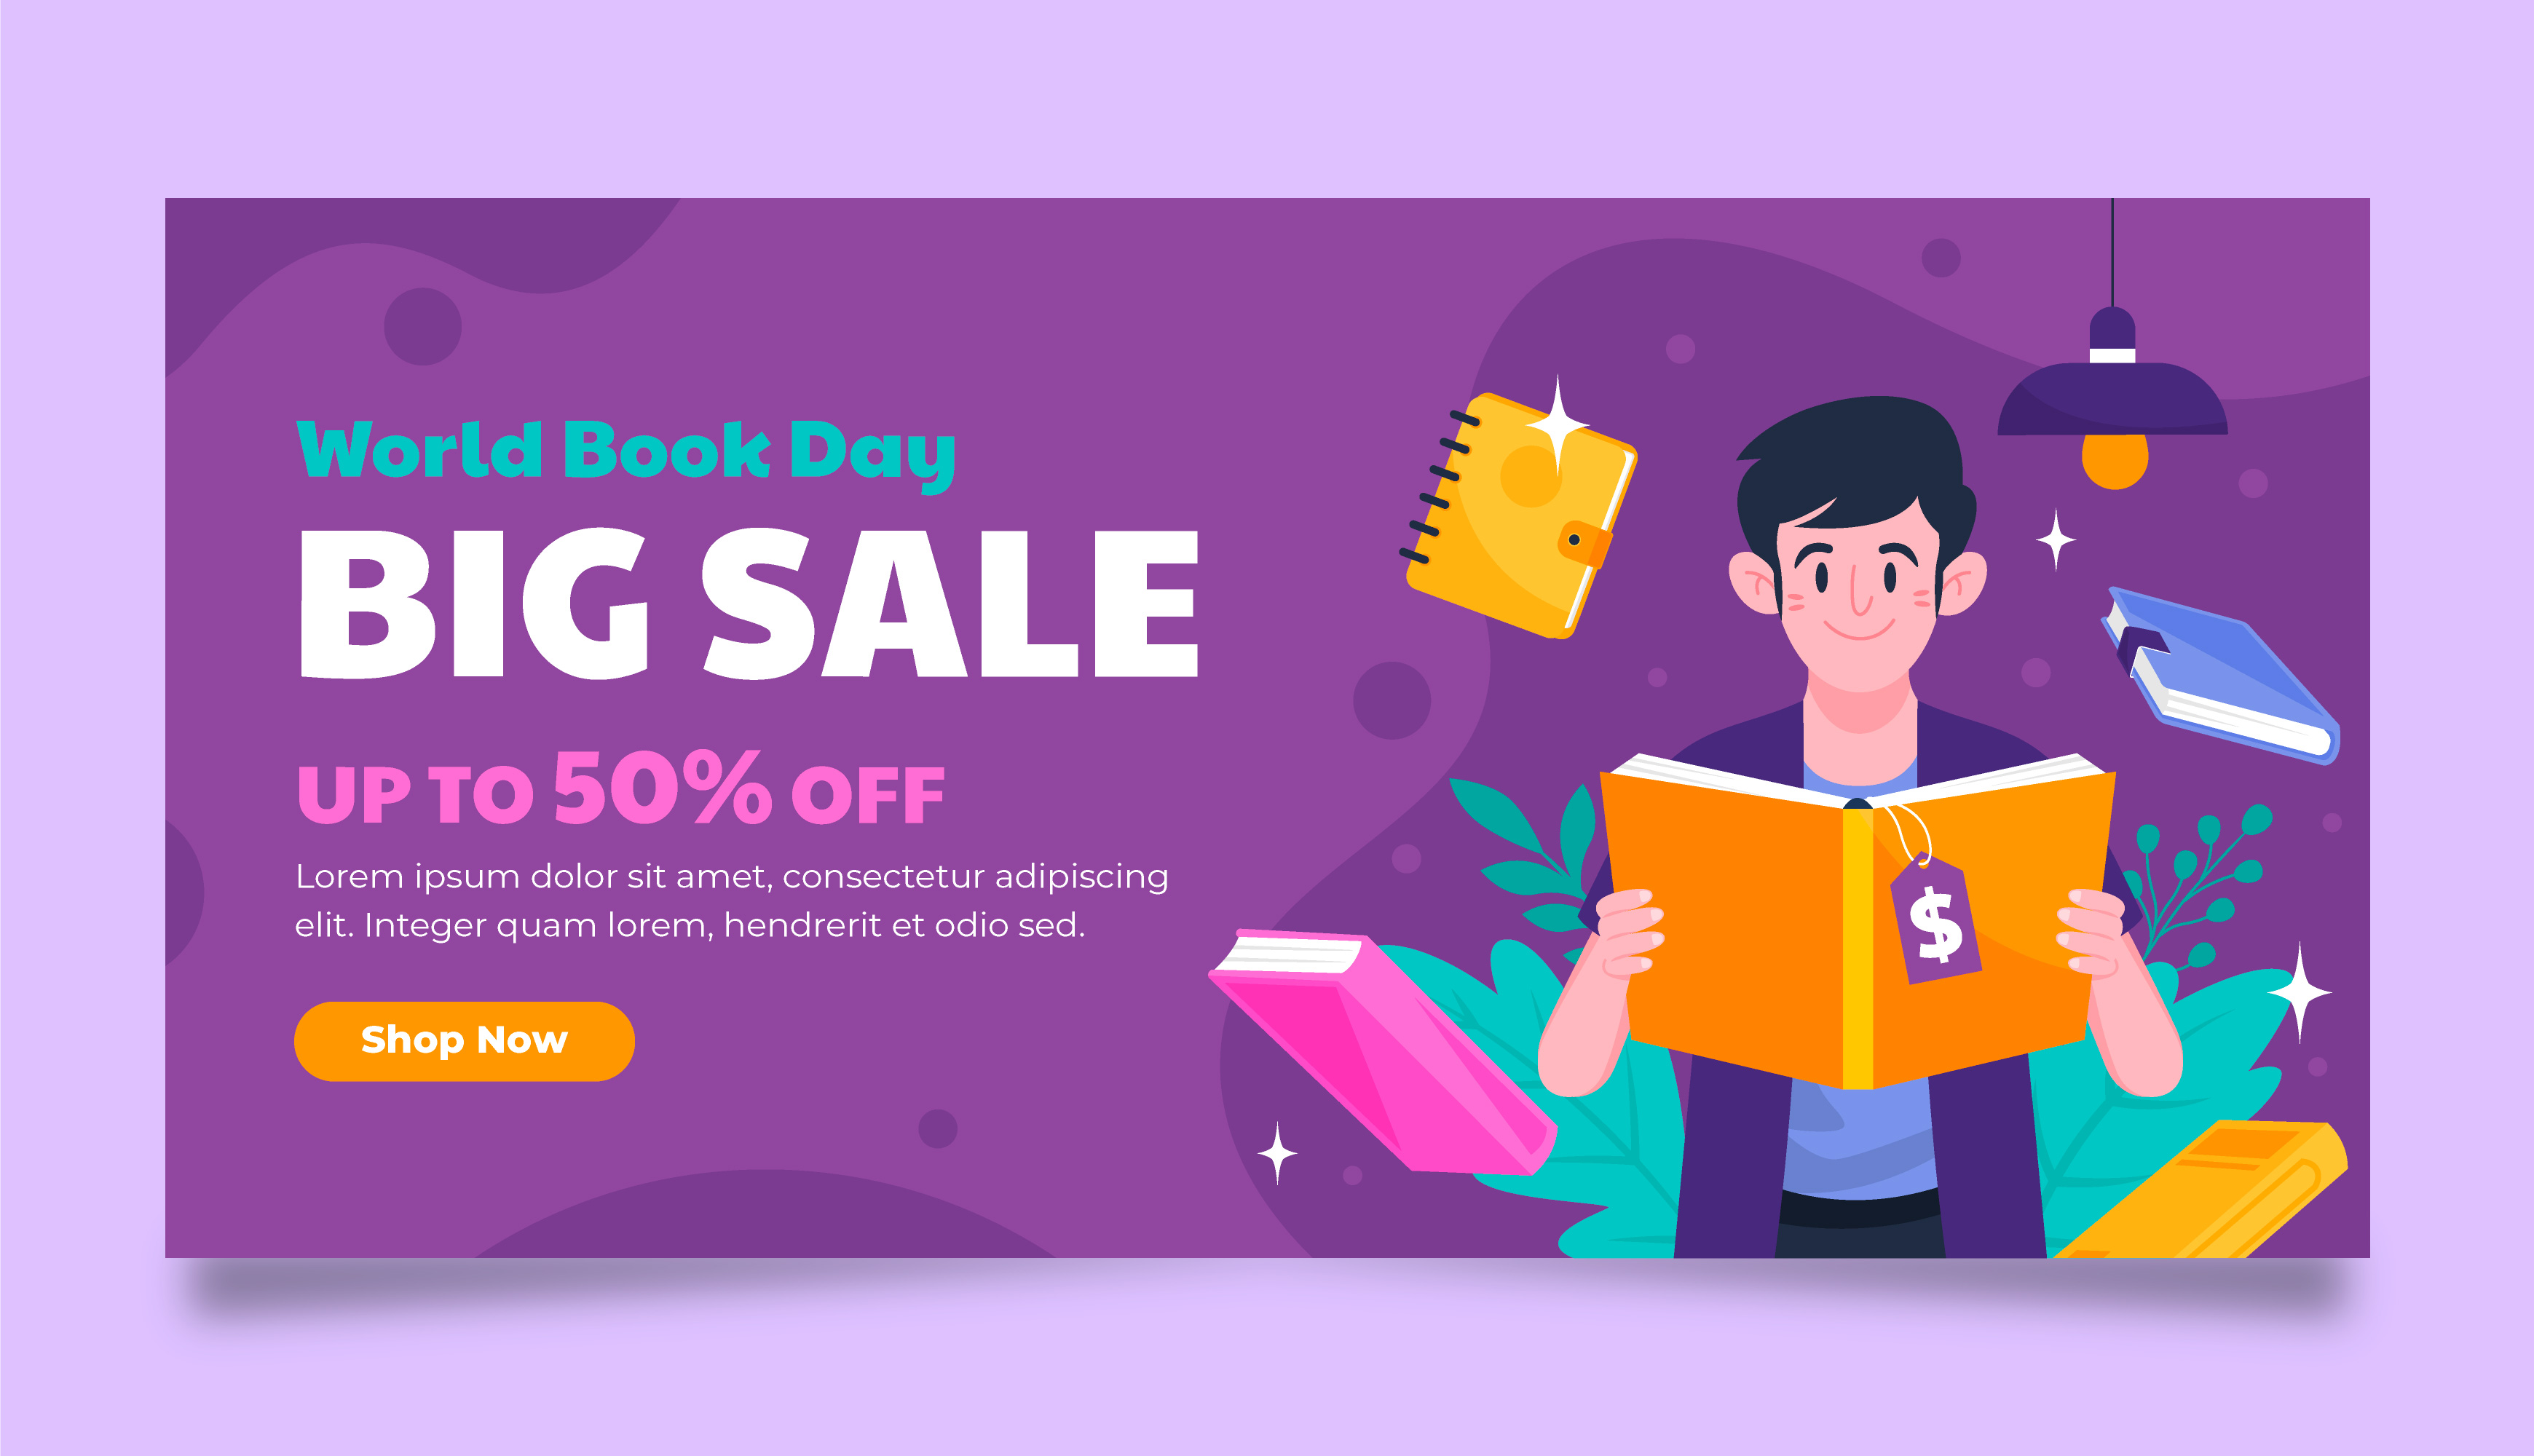 World Book Day
BIG SALE
UP TO 50% OFF
Lorem ipsum dolor sit amet, consectetur adipiscing
elit. Integer quam lorem, hendrerit et odio sed.
Shop Now
$